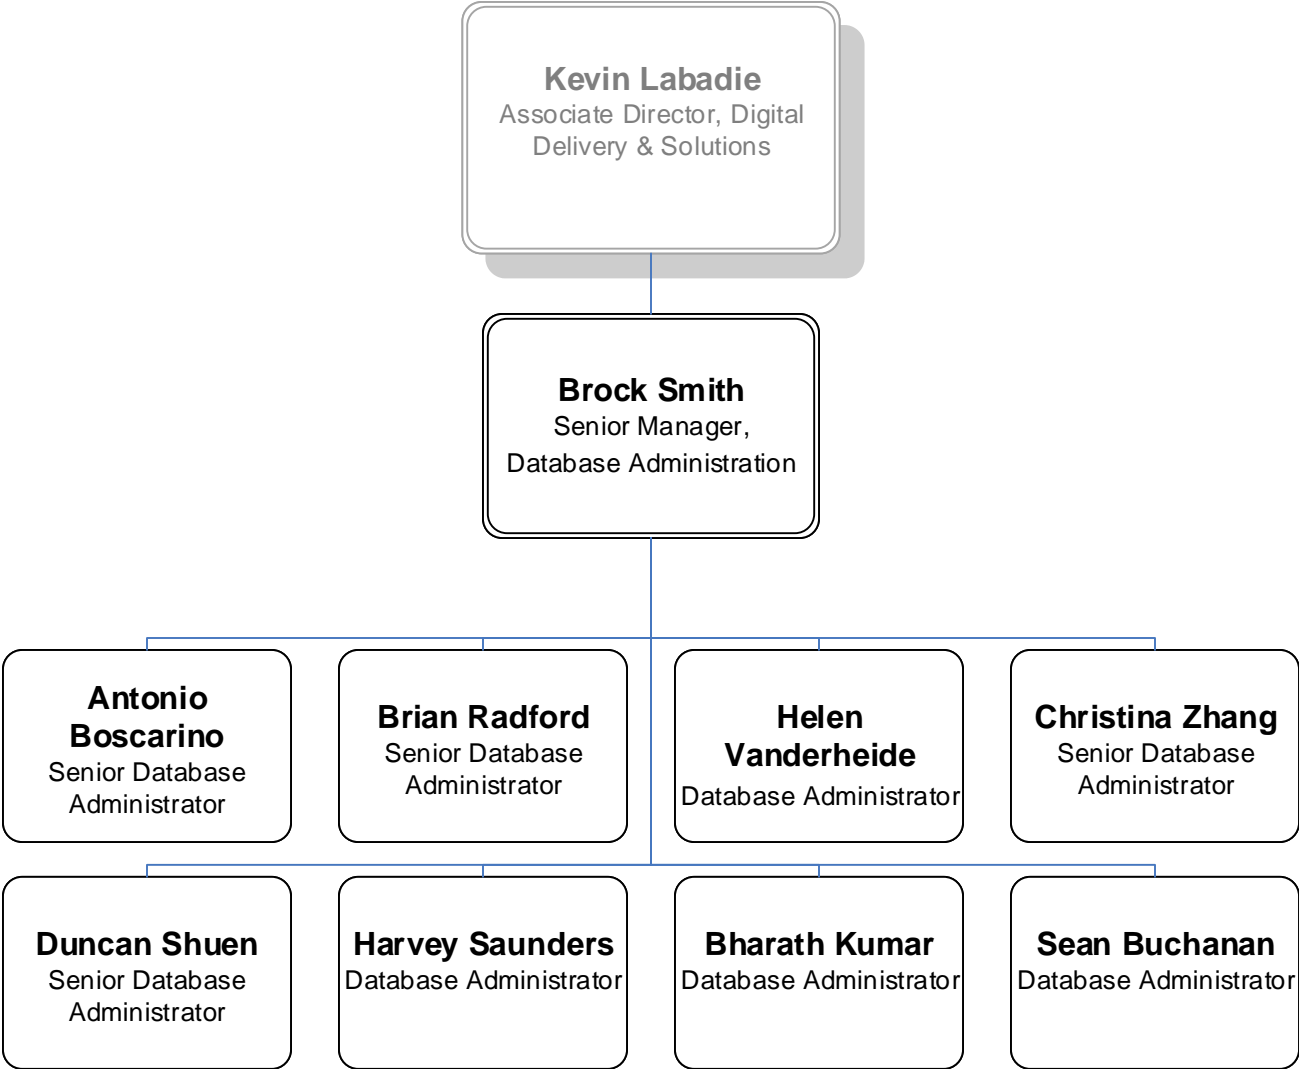 Kevin Labadie
Associate Director, Digital
Delivery & Solutions
Brock Smith
Senior Manager,
Database Administration
Antonio
Boscarino
Senior Database
Administrator
Brian Radford
Senior Database
Administrator
Helen
Vanderheide
Database Administrator
Christina Zhang
Senior Database
Administrator
Duncan Shuen
Senior Database
Administrator
Harvey Saunders
Database Administrator
Bharath Kumar
Database Administrator
Sean Buchanan
Database Administrator